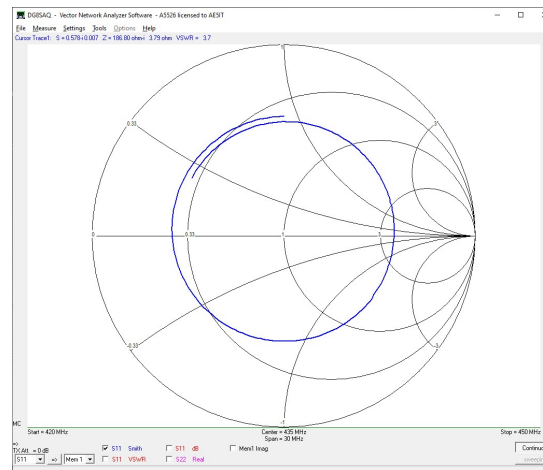 DG8SAQ - Vector Network Analyzer Software - A5526 licensed to AE5IT
File Measure Settings Tools Options Help
Cursor Trace1: S = 0.578-i 0.007 Z = 186.80 ohm-i 3.79 ohm VSWR = 3.7
1
0.33 3
0 0.33 1 3
-0.33 -3
-1
MC
Start = 420 MHz Center = 435 MHz Stop = 450 MHz
Span = 30 MHz
=>
TX Att. = 0 dB S11 Smith S11 dB Mem1 Imag Continuo
S11 => Mem 1 S11 VSWR S22 Real sweepin